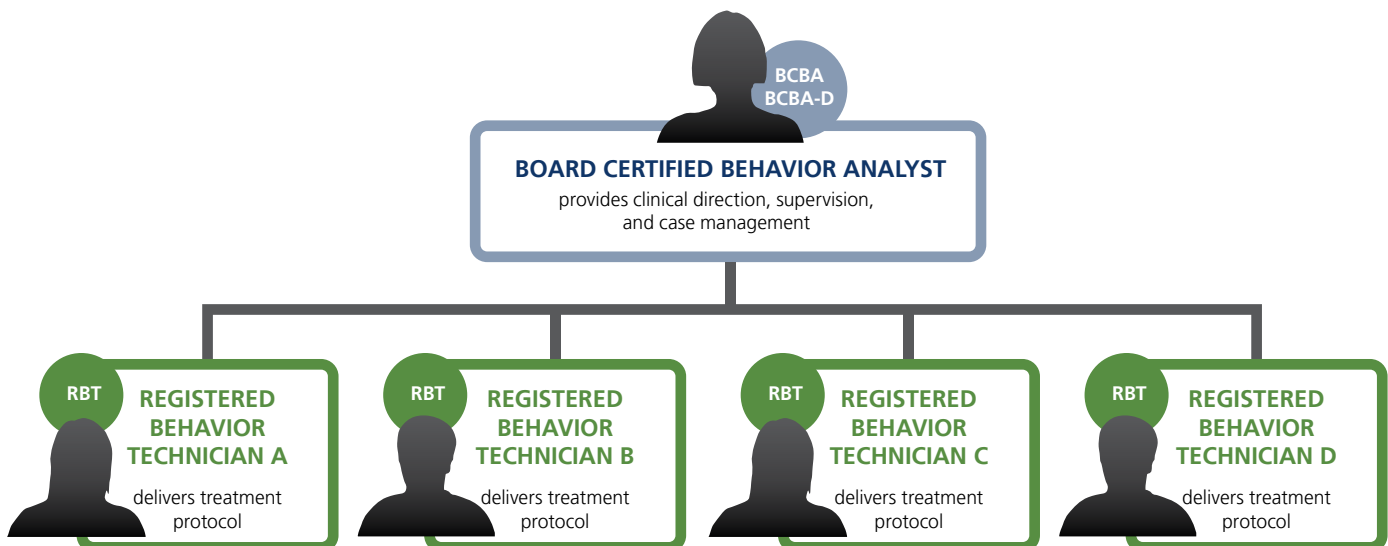 BCBA
BCBA-D
BOARD CERTIFIED BEHAVIOR ANALYST
provides clinical direction, supervision,
and case management
RBT
REGISTERED
BEHAVIOR
TECHNICIAN A
delivers treatment
protocol
RBT
REGISTERED
BEHAVIOR
TECHNICIAN B
delivers treatment
protocol
RBT
REGISTERED
BEHAVIOR
TECHNICIAN C
delivers treatment
protocol
RBT
REGISTERED
BEHAVIOR
TECHNICIAN D
delivers treatment
protocol